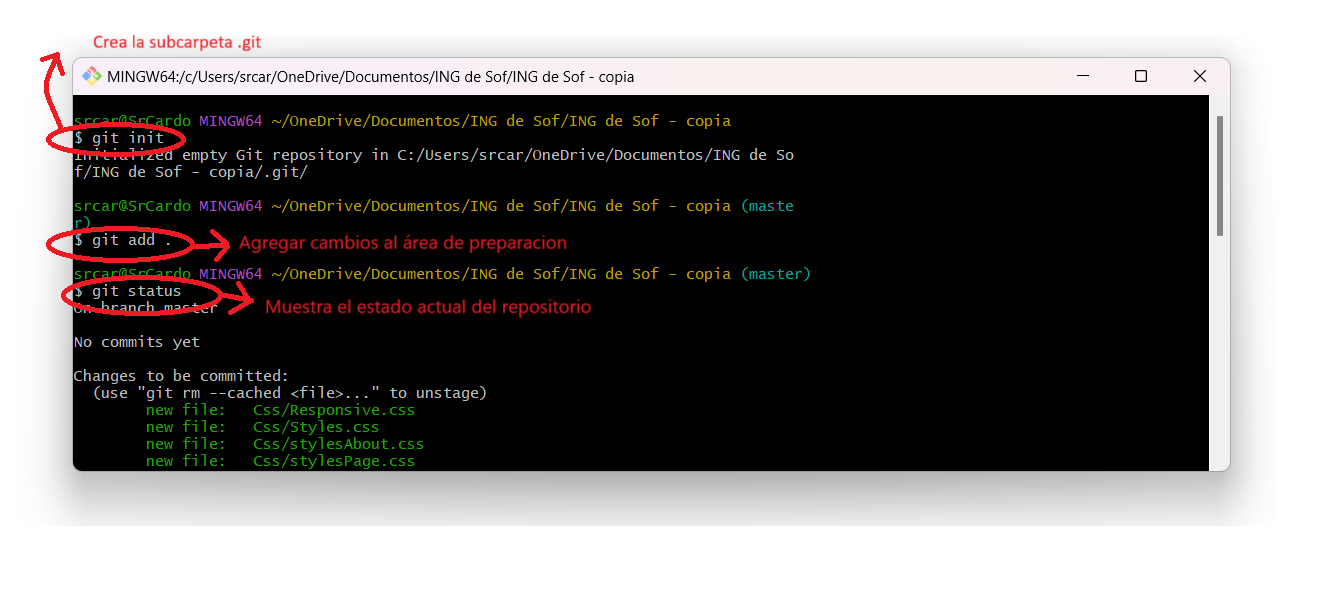 Crea la subcarpeta .git
MINGW64:/c/Users/srcar/OneDrive/Documentos/ING de Sof/ING de Sof - copia
srcar@SrCardo MINGW64 ~/OneDrive/Documentos/ING de Sof/ING de Sof - copia
$ git init
Initialized empty Git repository in C:/Users/srcar/OneDrive/Documentos/ING de So
f/ING de Sof - copia/.git/
srcar@SrCardo MINGW64 ~/OneDrive/Documentos/ING de Sof/ING de Sof - copia (maste
r)
$ git add . Agregar cambios al área de preparacion
srcar@SrCardo MINGW64 ~/OneDrive/Documentos/ING de Sof/ING de Sof - copia (master)
$ git status
On branch master
Muestra el estado actual del repositorio
No commits yet
Changes to be committed:
(use "git rm --cached <file>..." to unstage)
new file: Css/Responsive.css
new file: Css/Styles.css
new file: Css/stylesAbout.css
new file: Css/stylesPage.css